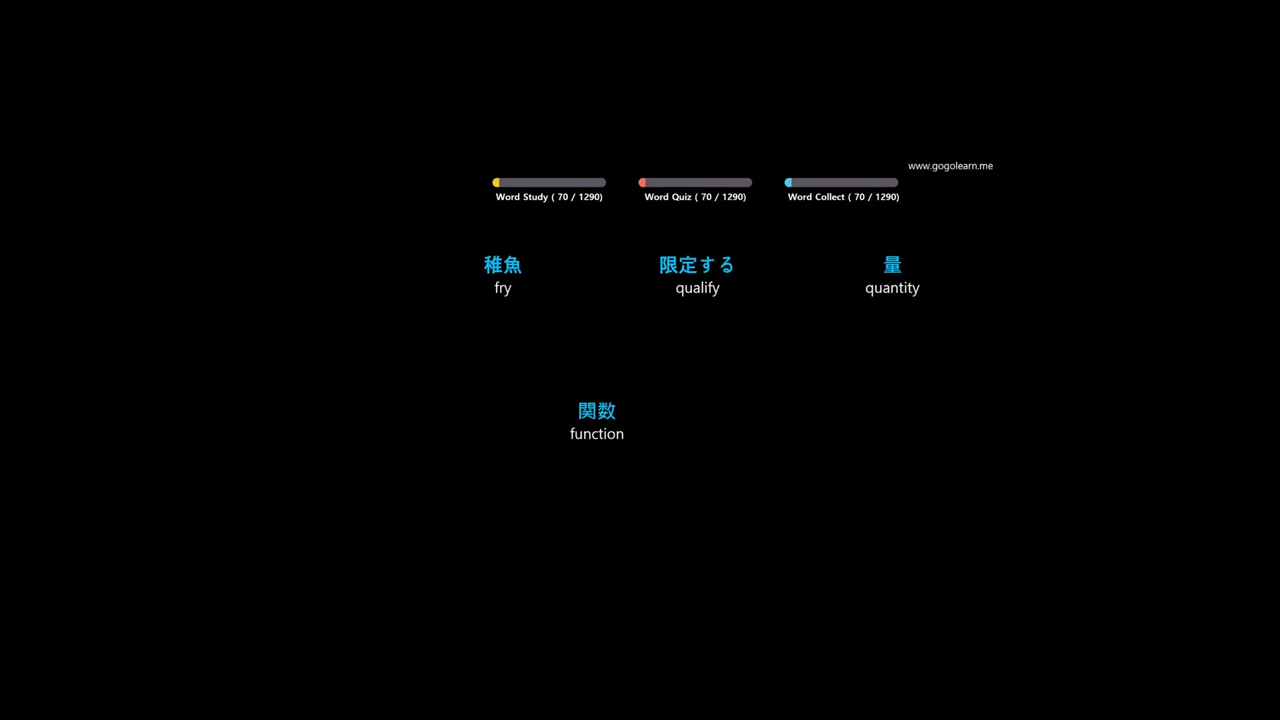 www.gogolearn.me
Word Study ( 70 / 1290)
Word Quiz ( 70 / 1290)
Word Collect ( 70 / 1290)
稚魚
fry
限定する
qualify
量
quantity
関数
function